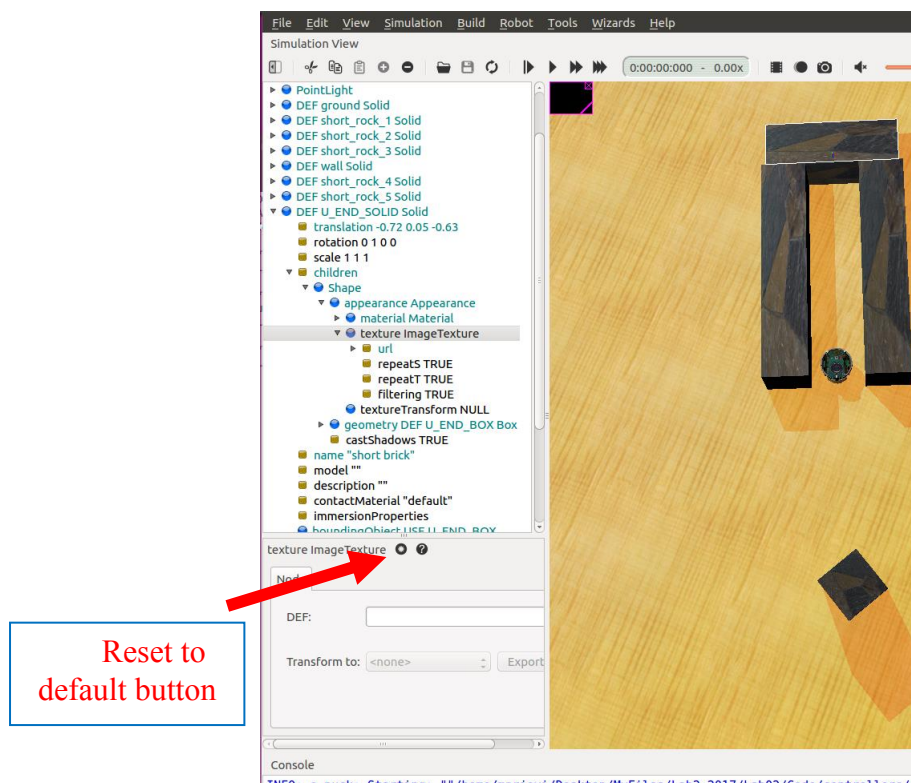 File Edit View Simulation Build Robot Tools Wizards Help
Simulation View
0:00:00:000 - 0.00x
PointLight
DEF ground Solid
DEF short_rock_1 Solid
DEF short_rock_2 Solid
DEF short_rock_3 Solid
DEF wall Solid
DEF short_rock_4 Solid
DEF short_rock_5 Solid
DEF U_END_SOLID Solid
translation -0.72 0.05 -0.63
rotation 0 1 0 0
scale 1 1 1
children
Shape
appearance Appearance
material Material
texture ImageTexture
url
repeatS TRUE
repeatT TRUE
filtering TRUE
textureTransform NULL
geometry DEF U_END_BOX Box
castShadows TRUE
name "short brick"
model ""
description ""
contactMaterial "default"
immersionProperties
boundingObject USE U_END_BOX
texture ImageTexture
DEF:
Transform to: <none> Export
Reset to
default button
Console